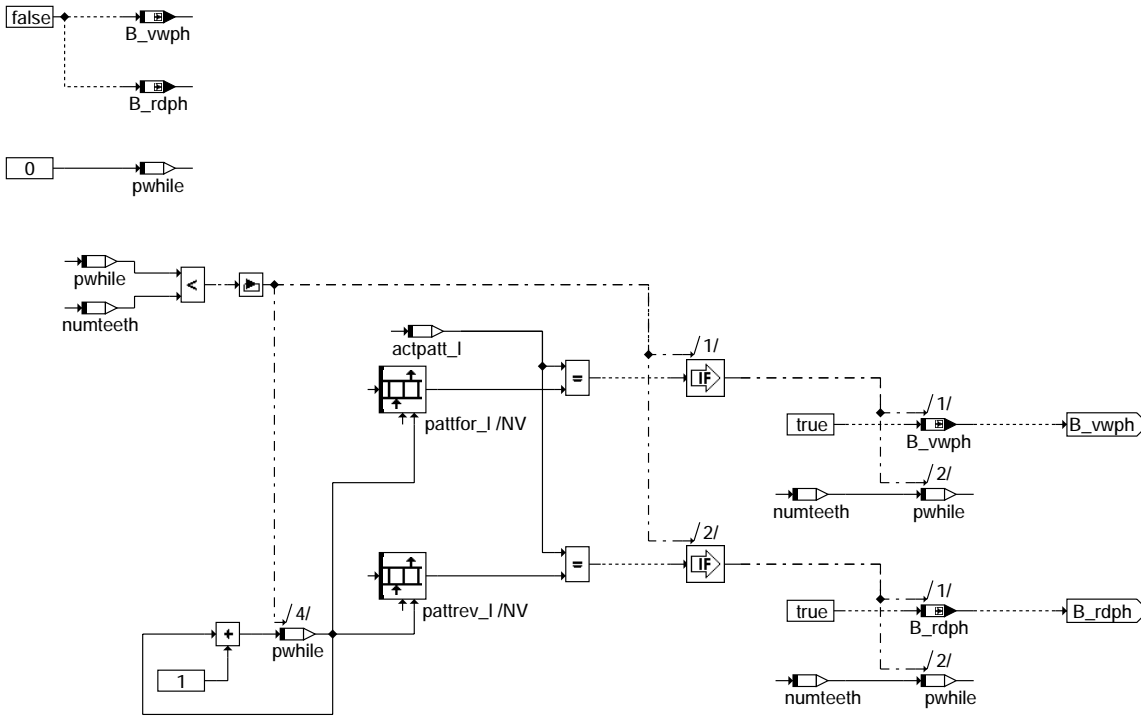 false
B_vwph
B_rdph
0
pwhile
pwhile
<
numteeth
actpatt_l
/1/
=
IF
pattfor_l /NV
/1/
true
B_vwph
B_vwph
/2/
numteeth
pwhile
/2/
=
IF
pattrev_l /NV
/1/
true
B_rdph
B_rdph
/4/
+
pwhile
1
/2/
numteeth
pwhile